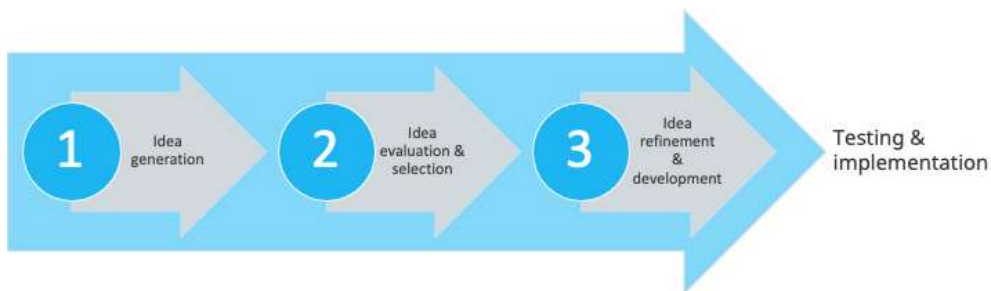 1
Idea
generation
2
Idea
evaluation &
selection
3
Idea
refinement
&
development
Testing &
implementation